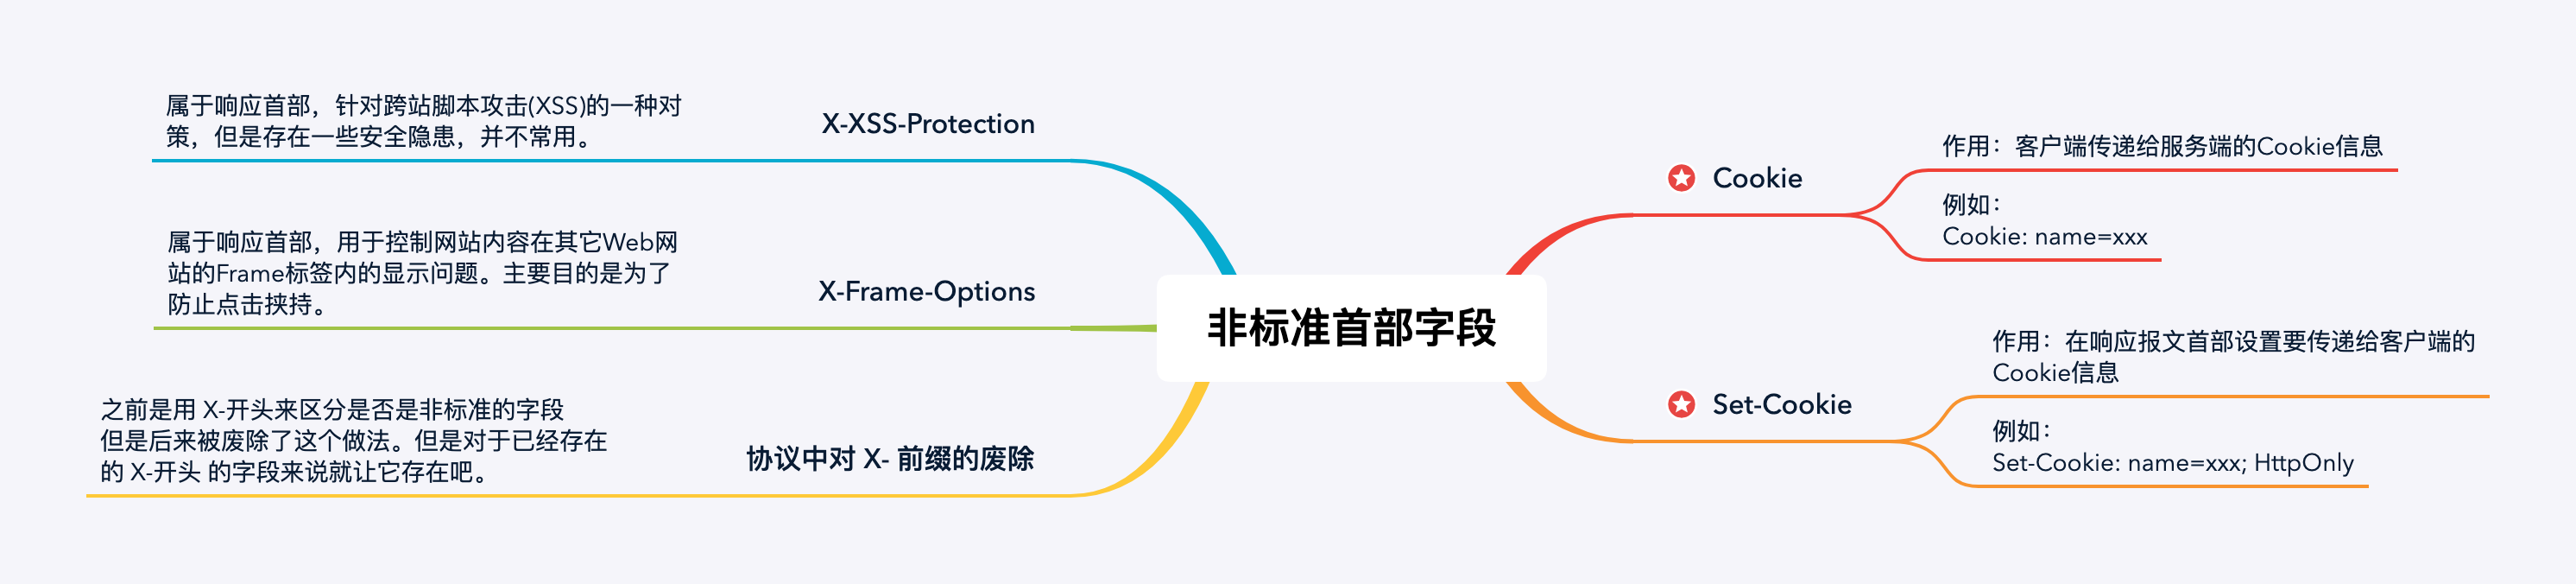 非标准首部字段
Cookie
作用：客户端传递给服务端的Cookie信息
例如：
Cookie: name=xxx
Set-Cookie
作用：在响应报文首部设置要传递给客户端的
Cookie信息
例如：
Set-Cookie: name=xxx; HttpOnly
X-XSS-Protection
属于响应首部，针对跨站脚本攻击(XSS)的一种对
策，但是存在一些安全隐患，并不常用。
X-Frame-Options
属于响应首部，用于控制网站内容在其它Web网
站的Frame标签内的显示问题。主要目的是为了
防止点击挟持。
协议中对 X- 前缀的废除
之前是用 X-开头来区分是否是非标准的字段
但是后来被废除了这个做法。但是对于已经存在
的 X-开头 的字段来说就让它存在吧。